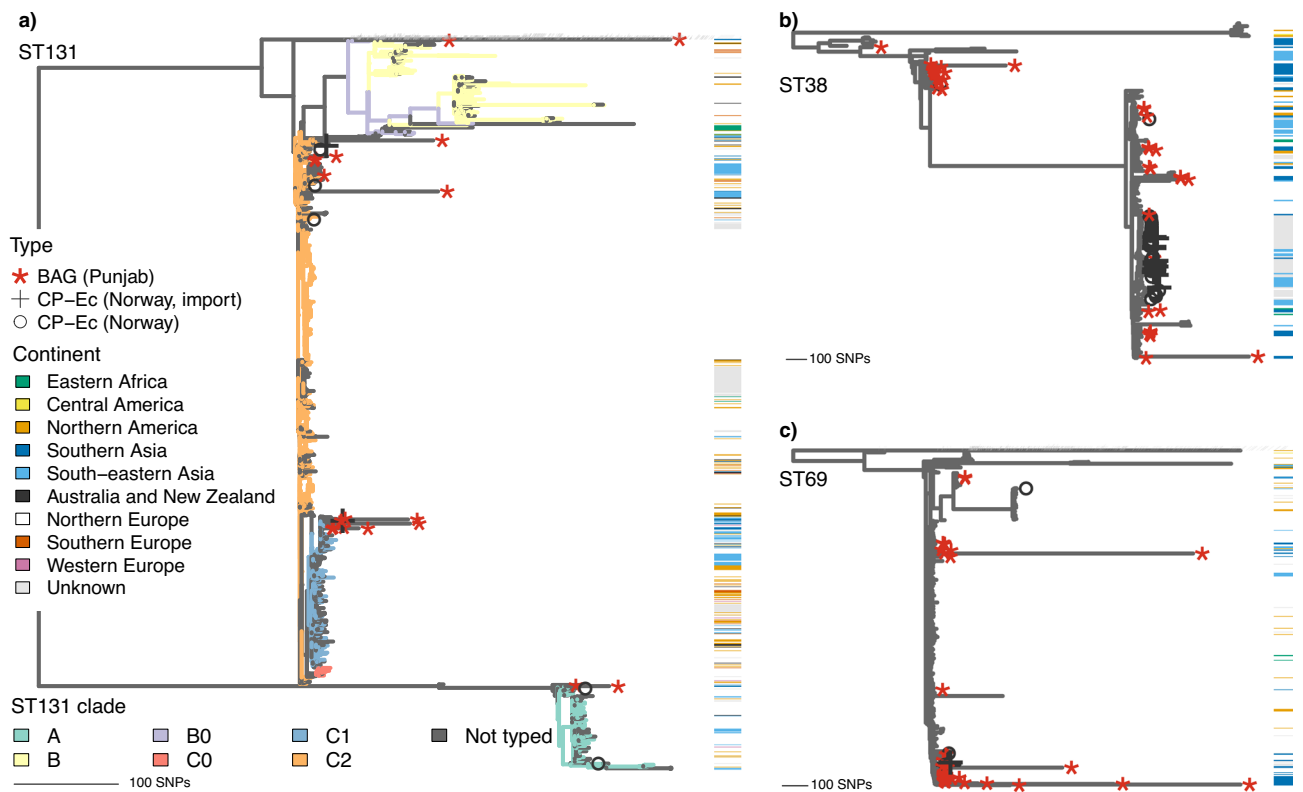 a)
ST131
Type
BAG (Punjab)
CP−Ec (Norway, import)
CP−Ec (Norway)
Continent
Eastern Africa
Central America
Northern America
Southern Asia
South−eastern Asia
Australia and New Zealand
Northern Europe
Southern Europe
Western Europe
Unknown
ST131 clade
A B0 C1 Not typed
B C0 C2
100 SNPs
b)
ST38
100 SNPs
c)
ST69
100 SNPs